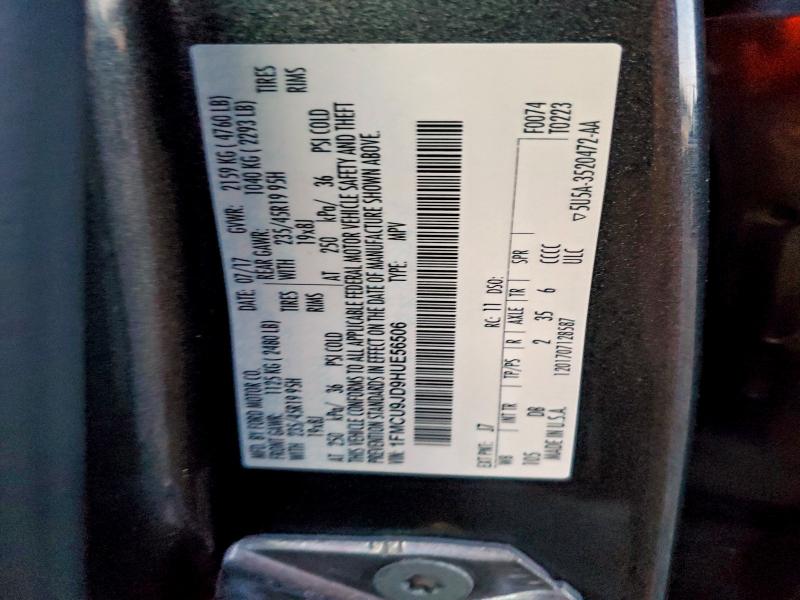 MFD. BY FORD MOTOR CO. DATE: 07/17 GVWR: 2159 KG ( 4760 LB)
FRONT GAWR: 1125 KG ( 2480 LB) REAR GAWR: 1040 KG ( 2293 LB)
WITH 235/45R19 95H TIRES WITH 235/45R19 95H TIRES
19x8J RIMS 19x8J RIMS
AT 250 kPa/ 36 PSI COLD AT 250 kPa/ 36 PSI COLD
THIS VEHICLE CONFORMS TO ALL APPLICABLE FEDERAL MOTOR VEHICLE SAFETY AND THEFT
PREVENTION STANDARDS IN EFFECT ON THE DATE OF MANUFACTURE SHOWN ABOVE.
VIN: 1FMCU9JD9HUE56506 TYPE: MPV
EXT PNT: J7 RC: 11 DSO: F0074
WB INT TR TP/PS R AXLE TR SPR T0223
105 DB 2 35 6 CCCC
MADE IN U.S.A. 1201707128587 ULC
▽5U5A-3520472-AA